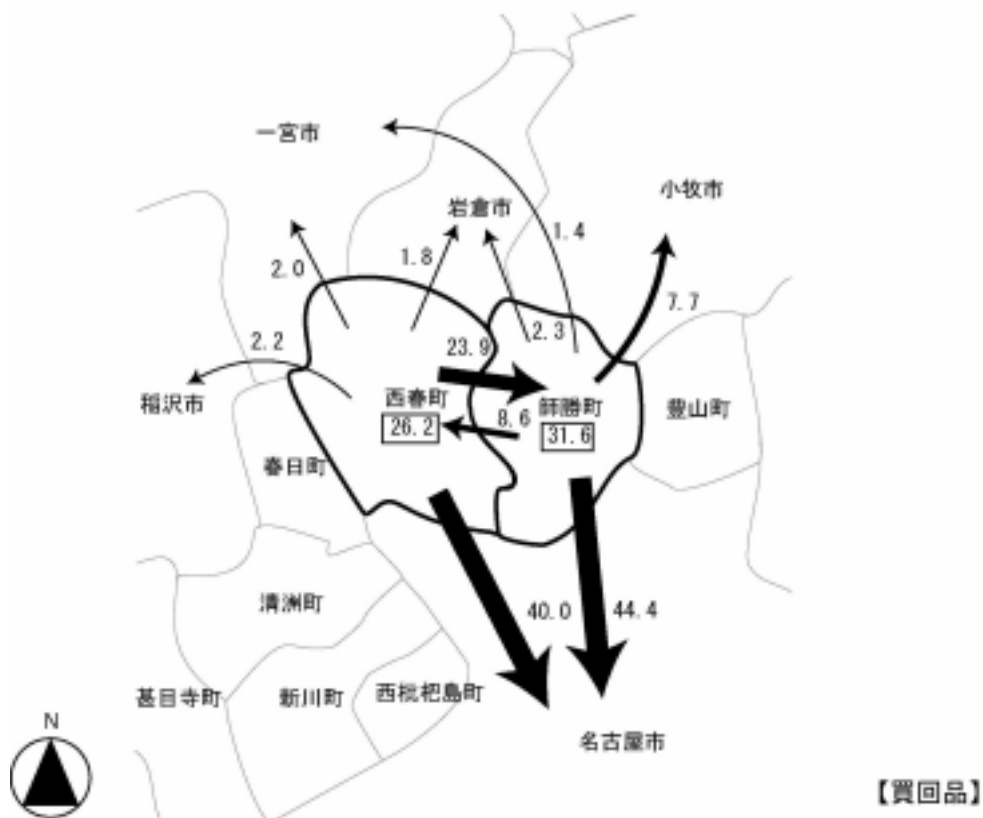 一宮市
小牧市
岩倉市
1.4
1.8
2.0
7.7
2.3
2.2
23.9
稲沢市
西春町
師勝町
豊山町
8.6
26.2
31.6
春日町
清洲町
40.0
44.4
甚目寺町
新川町
西枇杷島町
N
名古屋市
【買回品】